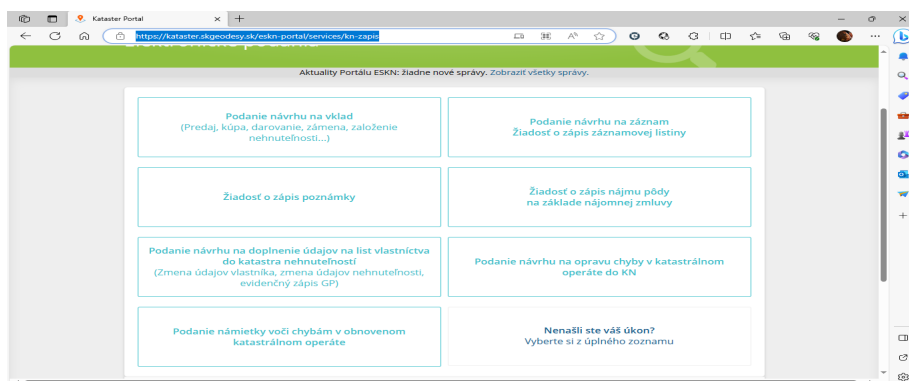 Kataster Portal
https://kataster.skgeodesy.sk/eskn-portal/services/kn-zapis
Aktuality Portálu ESKN: žiadne nové správy. Zobraziť všetky správy.
Podanie návrhu na vklad
(Predaj, kúpa, darovanie, zámena, založenie
nehnuteľnosti...)
Podanie návrhu na záznam
Žiadosť o zápis záznamovej listiny
Žiadosť o zápis poznámky
Žiadosť o zápis nájmu pôdy
na základe nájomnej zmluvy
Podanie návrhu na doplnenie údajov na list vlastníctva
do katastra nehnuteľností
(Zmena údajov vlastníka, zmena údajov nehnuteľnosti,
evidenčný zápis GP)
Podanie návrhu na opravu chyby v katastrálnom
operáte do KN
Podanie námietky voči chybám v obnovenom
katastrálnom operáte
Nenašli ste váš úkon?
Vyberte si z úplného zoznamu